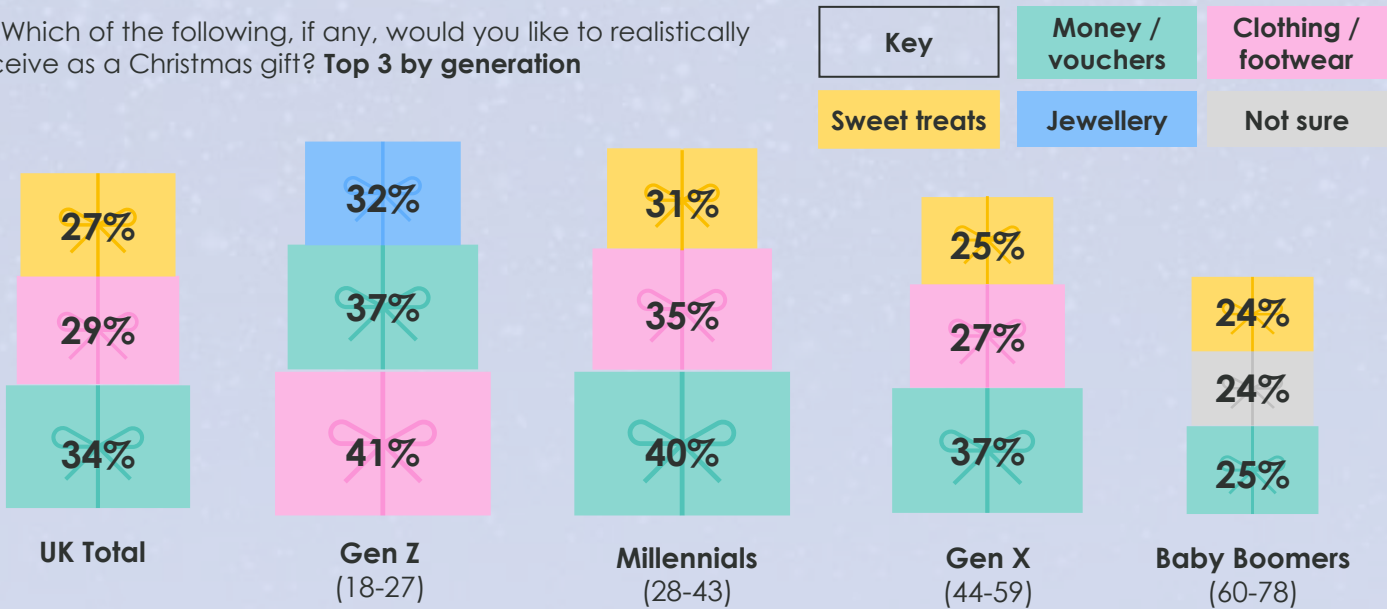 Which of the following, if any, would you like to realistically
ceive as a Christmas gift? Top 3 by generation
Key
Money /
vouchers
Clothing /
footwear
Sweet treats
Jewellery
Not sure
27%
29%
34%
UK Total
32%
37%
41%
Gen Z
(18-27)
31%
35%
40%
Millennials
(28-43)
25%
27%
37%
Gen X
(44-59)
24%
24%
25%
Baby Boomers
(60-78)